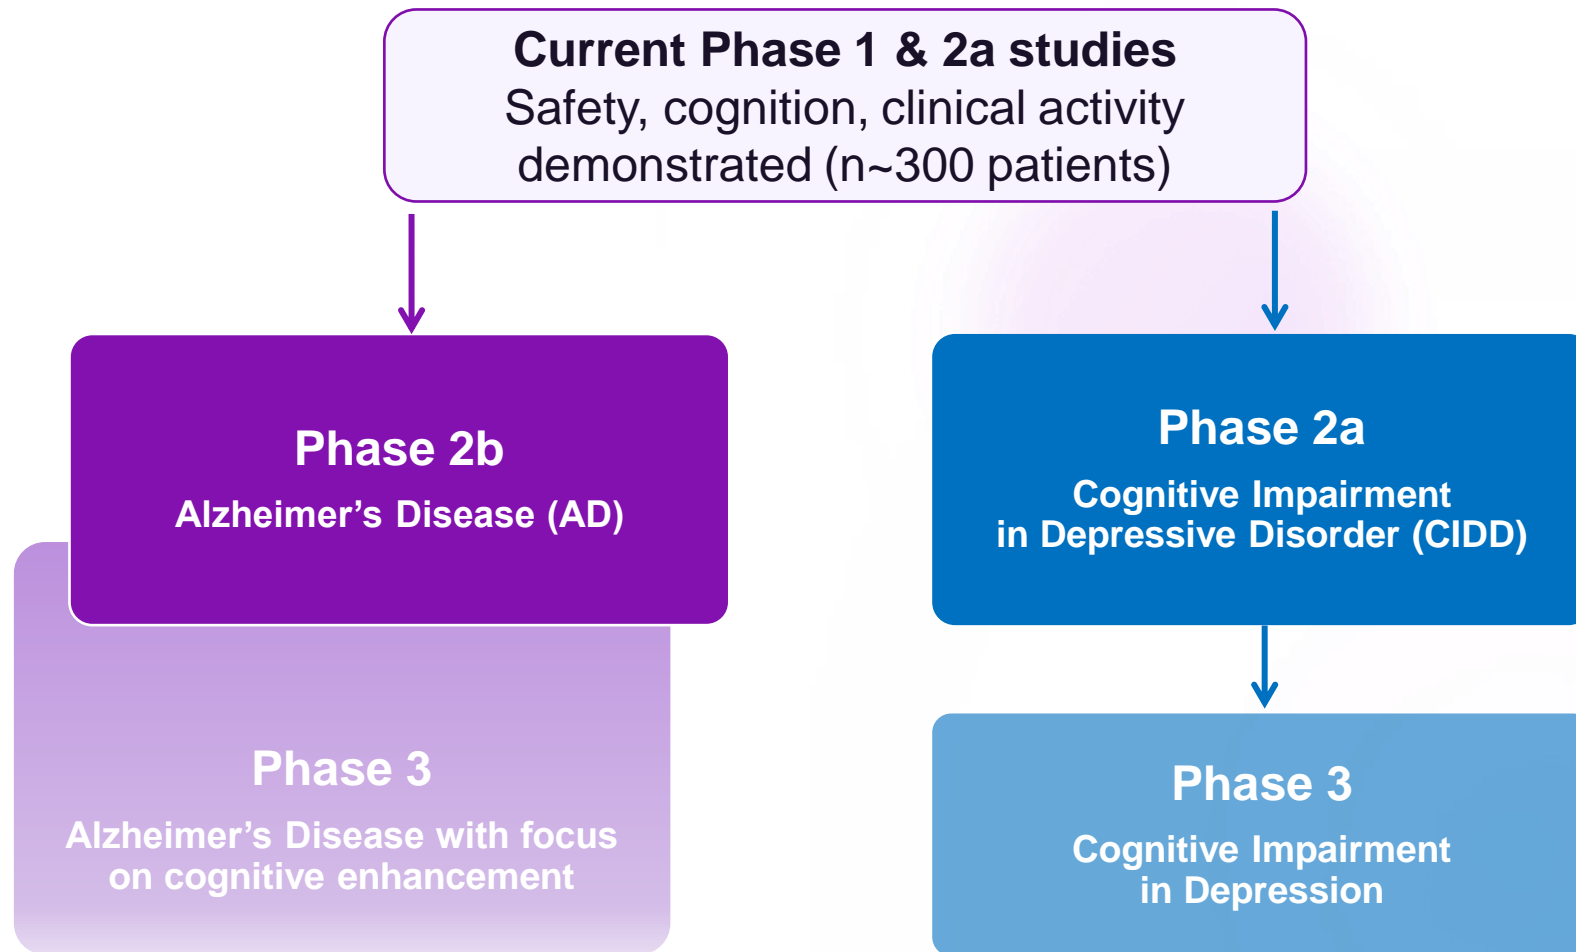 Current Phase 1 & 2a studies
Safety, cognition, clinical activity
demonstrated (n~300 patients)
Phase 2b
Alzheimer’s Disease (AD)
Phase 3
Alzheimer’s Disease with focus
on cognitive enhancement
Phase 2a
Cognitive Impairment
in Depressive Disorder (CIDD)
Phase 3
Cognitive Impairment
in Depression